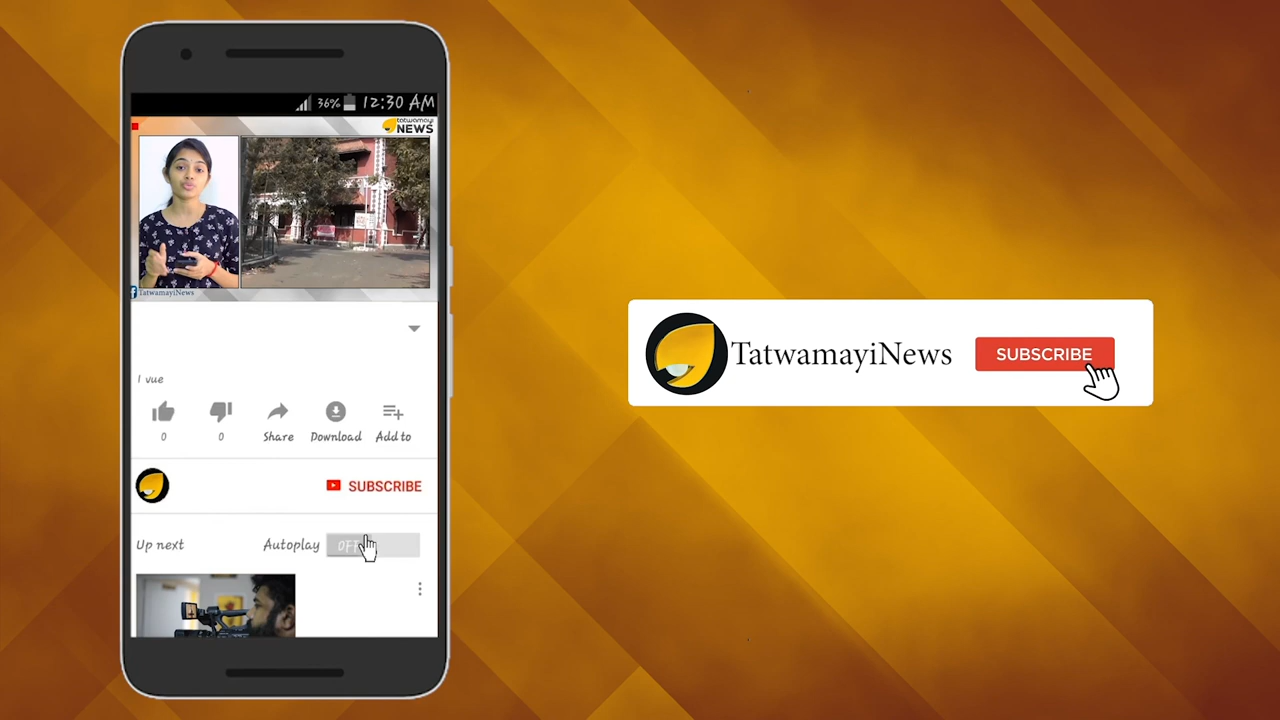 36% 12:30 AM
tatwamayi
NEWS
TatwamayiNews
1 vue
0 0 Share Download Add to
SUBSCRIBE
Up next Autoplay OFF
TatwamayiNews SUBSCRIBE